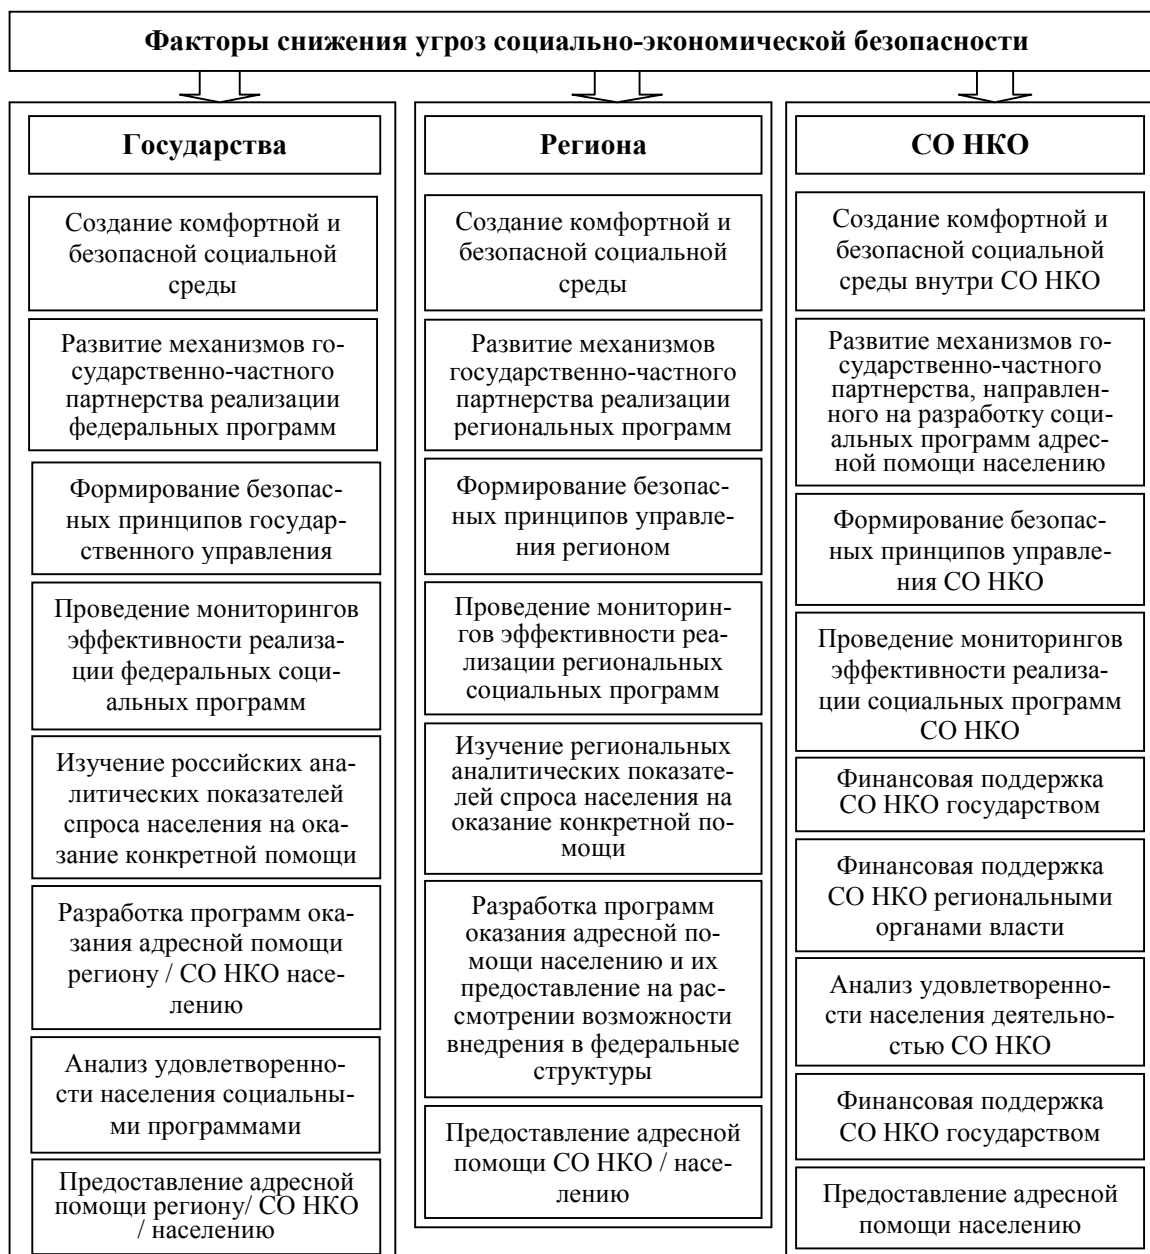 Факторы снижения угроз социально-экономической безопасности
Государства
Создание комфортной и
безопасной социальной
среды
Развитие механизмов го-
сударственно-частного
партнерства реализации
федеральных программ
Формирование безопас-
ных принципов государ-
ственного управления
Проведение мониторингов
эффективности реализа-
ции федеральных соци-
альных программ
Изучение российских ана-
литических показателей
спроса населения на ока-
зание конкретной помощи
Разработка программ ока-
зания адресной помощи
региону / СО НКО насе-
лению
Анализ удовлетворенно-
сти населения социальны-
ми программами
Предоставление адресной
помощи региону/ СО НКО
/ населению
Региона
Создание комфортной и
безопасной социальной
среды
Развитие механизмов
государственно-частного
партнерства реализации
региональных программ
Формирование безопас-
ных принципов управле-
ния регионом
Проведение монитори­н-
гов эффективности реа-
лизации региональных
социальных программ
Изучение региональных
аналитических показате-
лей спроса населения на
оказание конкретной по-
мощи
Разработка программ
оказания адресной по-
мощи населению и их
предоставление на рас-
смотрении возможности
внедрения в федеральные
структуры
Предоставление адресной
помощи СО НКО / насе-
лению
СО НКО
Создание комфортной и
безопасной социальной
среды внутри СО НКО
Развитие механизмов го-
сударственно-частного
партнерства, направлен-
ного на разработку соци-
альных программ адрес-
ной помощи населению
Формирование безопас-
ных принципов управле-
ния СО НКО
Проведение мониторингов
эффективности реализа-
ции социальных программ
СО НКО
Финансовая поддержка
СО НКО государством
Финансовая поддержка
СО НКО региональными
органами власти
Анализ удовлетворенно-
сти населения деятельно-
стью СО НКО
Финансовая поддержка
СО НКО государством
Предоставление адресной
помощи населению